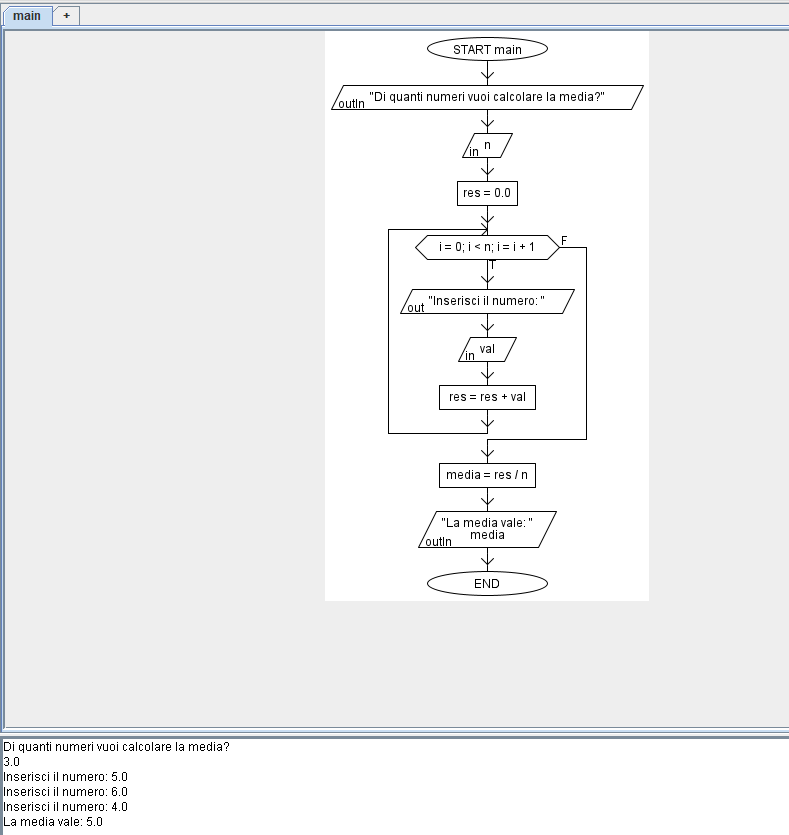 main +
START main
outln "Di quanti numeri vuoi calcolare la media?"
in n
res = 0.0
i = 0; i < n; i = i + 1
F
T
out "Inserisci il numero: "
in val
res = res + val
media = res / n
"La media vale: "
media
outln
END
Di quanti numeri vuoi calcolare la media?
3.0
Inserisci il numero: 5.0
Inserisci il numero: 6.0
Inserisci il numero: 4.0
La media vale: 5.0